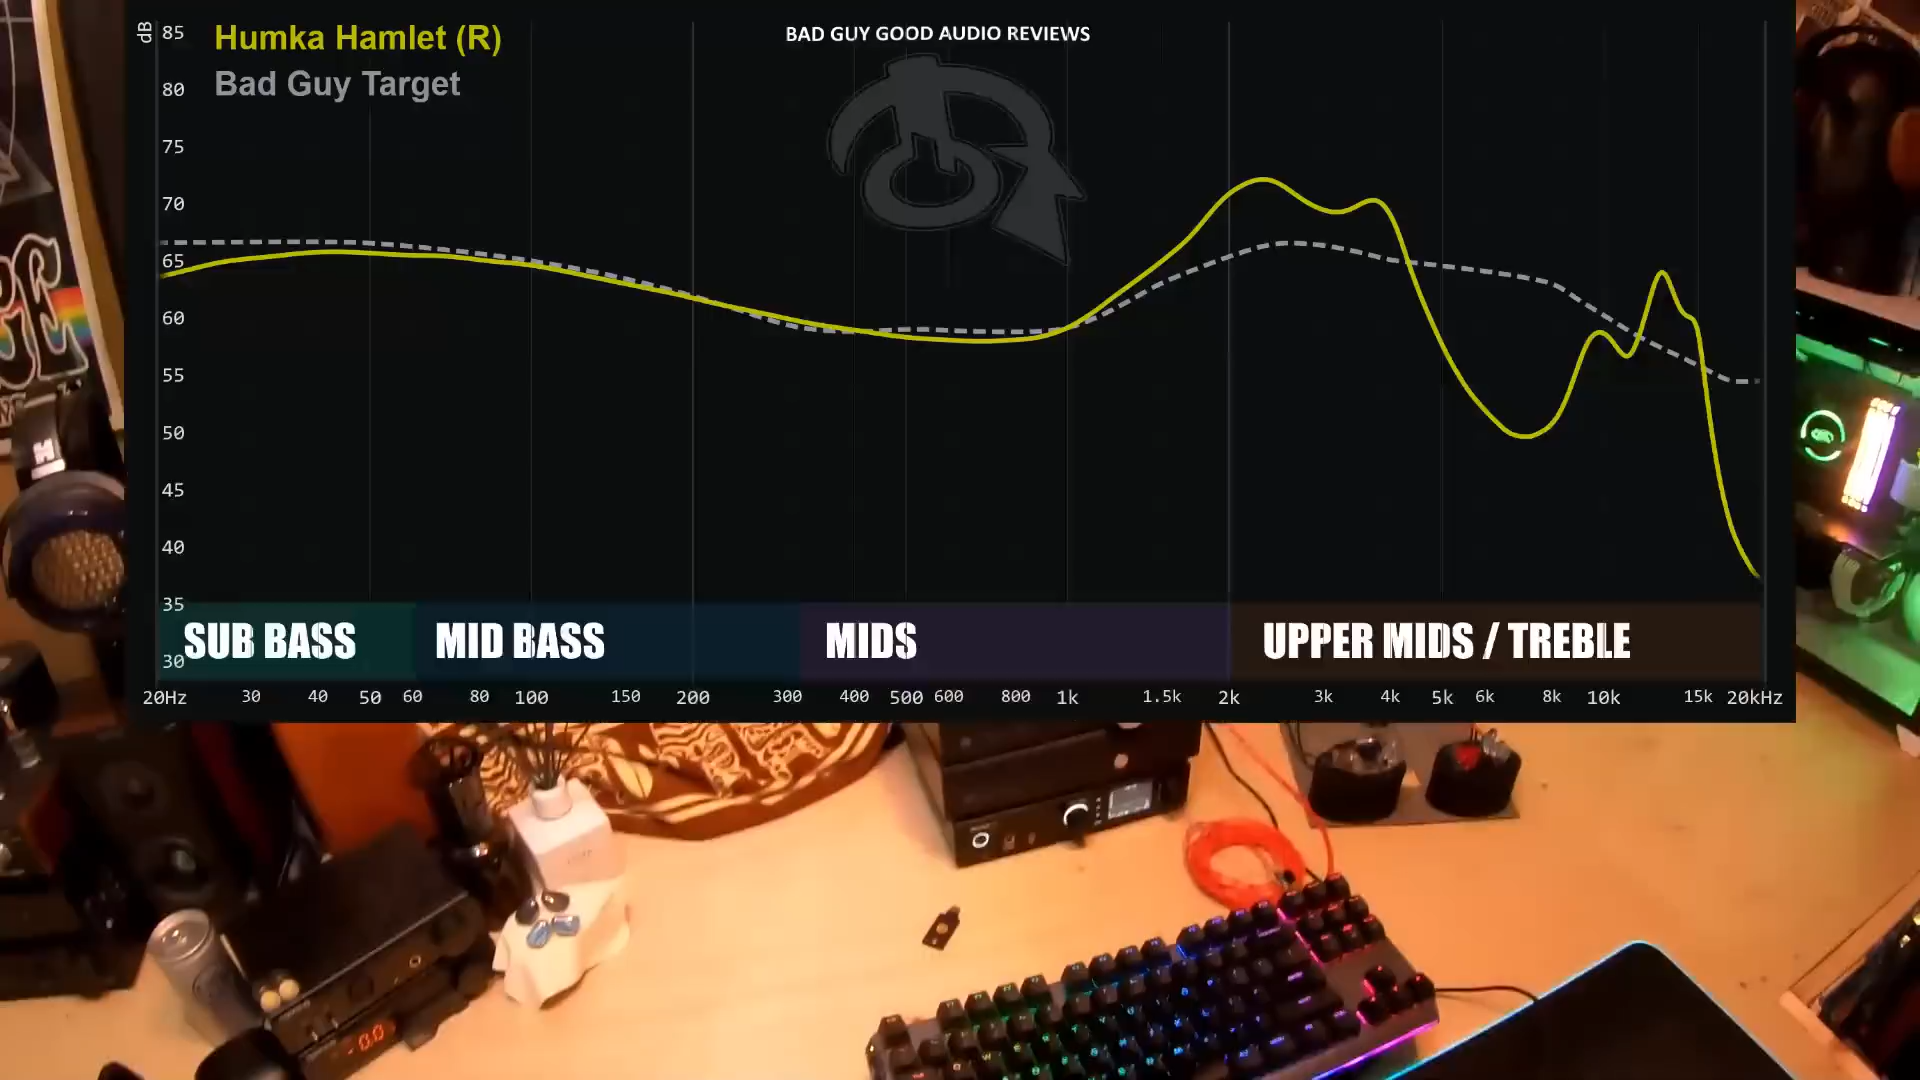 dB
85
Humka Hamlet (R)
BAD GUY GOOD AUDIO REVIEWS
80
Bad Guy Target
75
70
65
60
55
50
45
40
35
30
SUB BASS MID BASS MIDS UPPER MIDS / TREBLE
20Hz 30 40 50 60 80 100 150 200 300 400 500 600 800 1k 1.5k 2k 3k 4k 5k 6k 8k 10k 15k 20kHz
H
-0.0